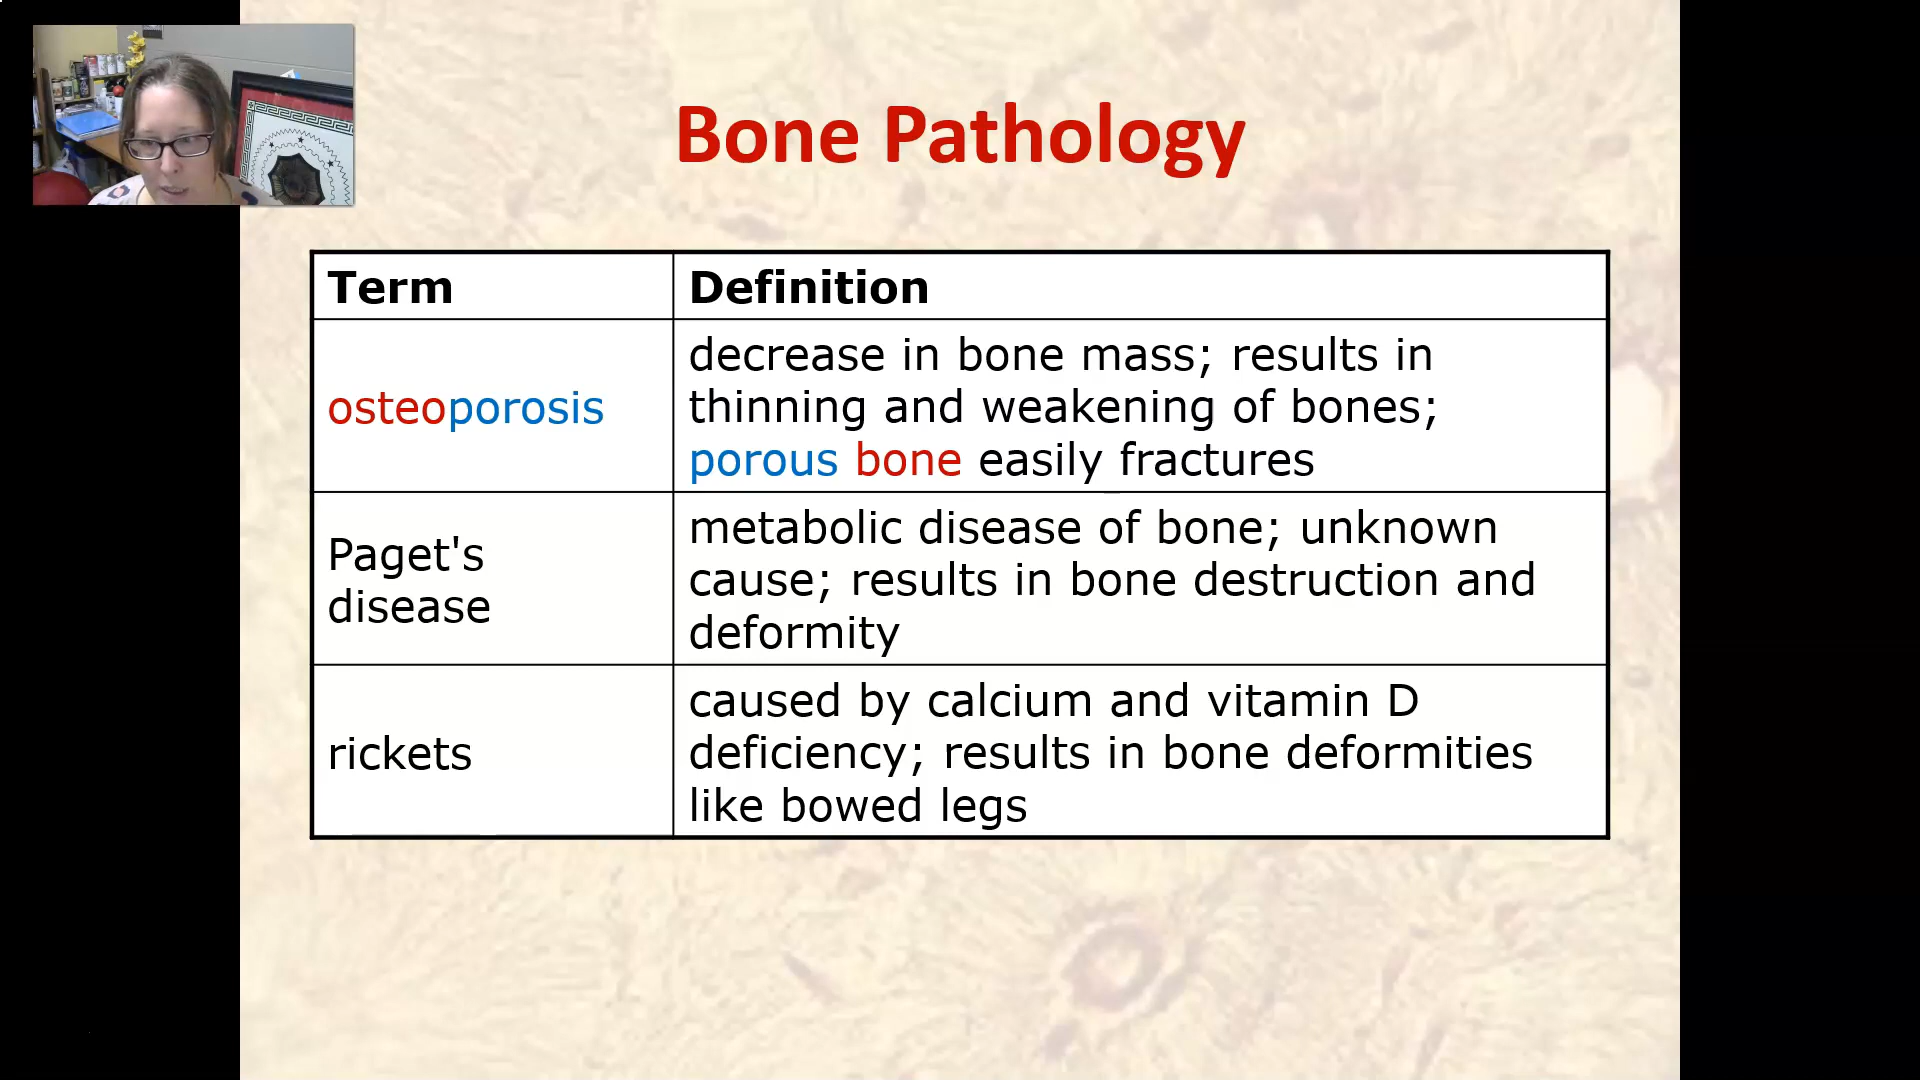 Bone Pathology
Term
Definition
osteoporosis
decrease in bone mass; results in
thinning and weakening of bones;
porous bone easily fractures
Paget's
disease
metabolic disease of bone; unknown
cause; results in bone destruction and
deformity
rickets
caused by calcium and vitamin D
deficiency; results in bone deformities
like bowed legs